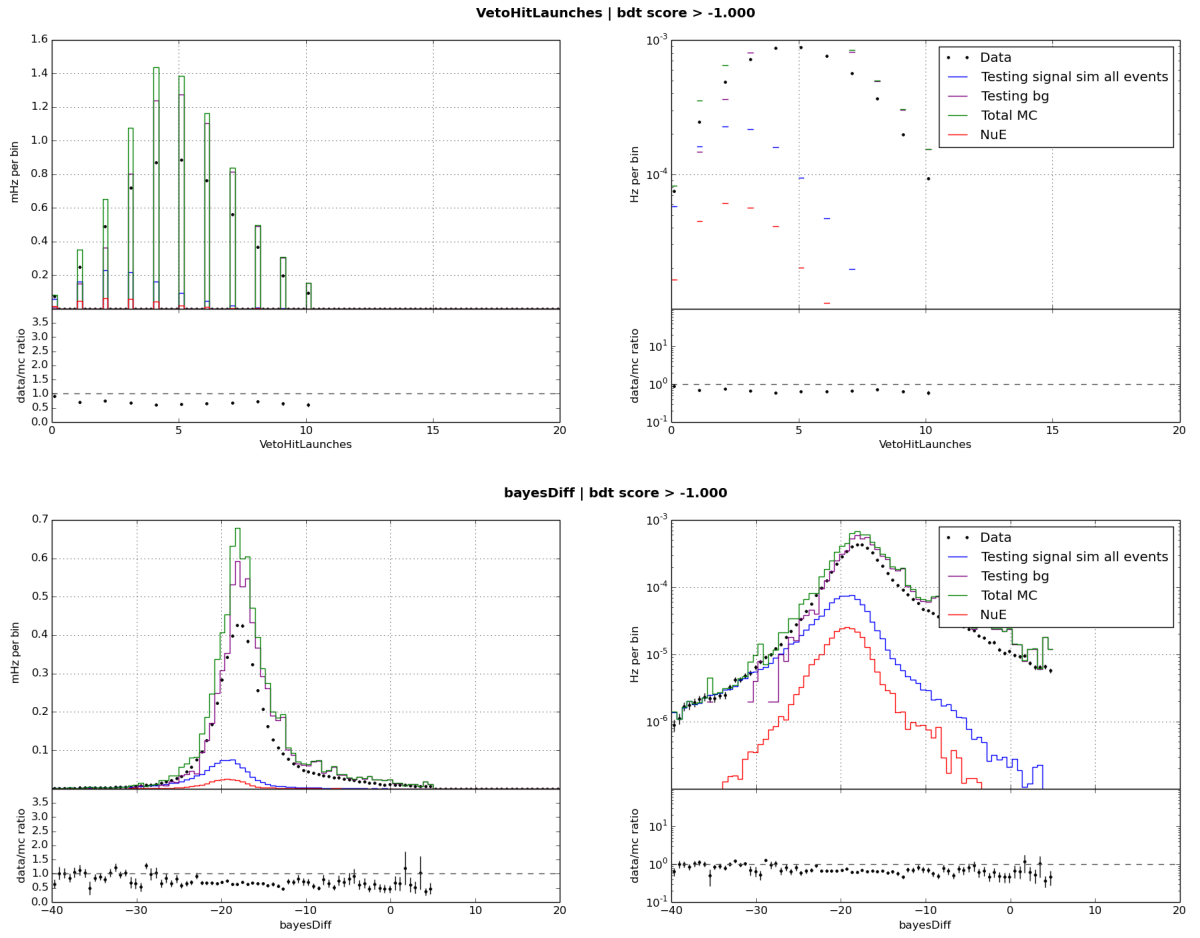 VetoHitLaunches | bdt score > -1.000
1.6
1.4
1.2
1.0
0.8
0.6
0.4
0.2
mHz per bin
3.5
3.0
2.5
2.0
1.5
1.0
0.5
0.0
data/mc ratio
0 5 10 15 20
VetoHitLaunches
10^-3
10^-4
Hz per bin
Data
Testing signal sim all events
Testing bg
Total MC
NuE
10^1
10^0
10^-1
data/mc ratio
0 5 10 15 20
VetoHitLaunches
bayesDiff | bdt score > -1.000
0.7
0.6
0.5
0.4
0.3
0.2
0.1
mHz per bin
3.5
3.0
2.5
2.0
1.5
1.0
0.5
0.0
data/mc ratio
−40 −30 −20 −10 0 10 20
bayesDiff
10^-3
10^-4
10^-5
10^-6
Hz per bin
Data
Testing signal sim all events
Testing bg
Total MC
NuE
10^1
10^0
10^-1
data/mc ratio
−40 −30 −20 −10 0 10 20
bayesDiff